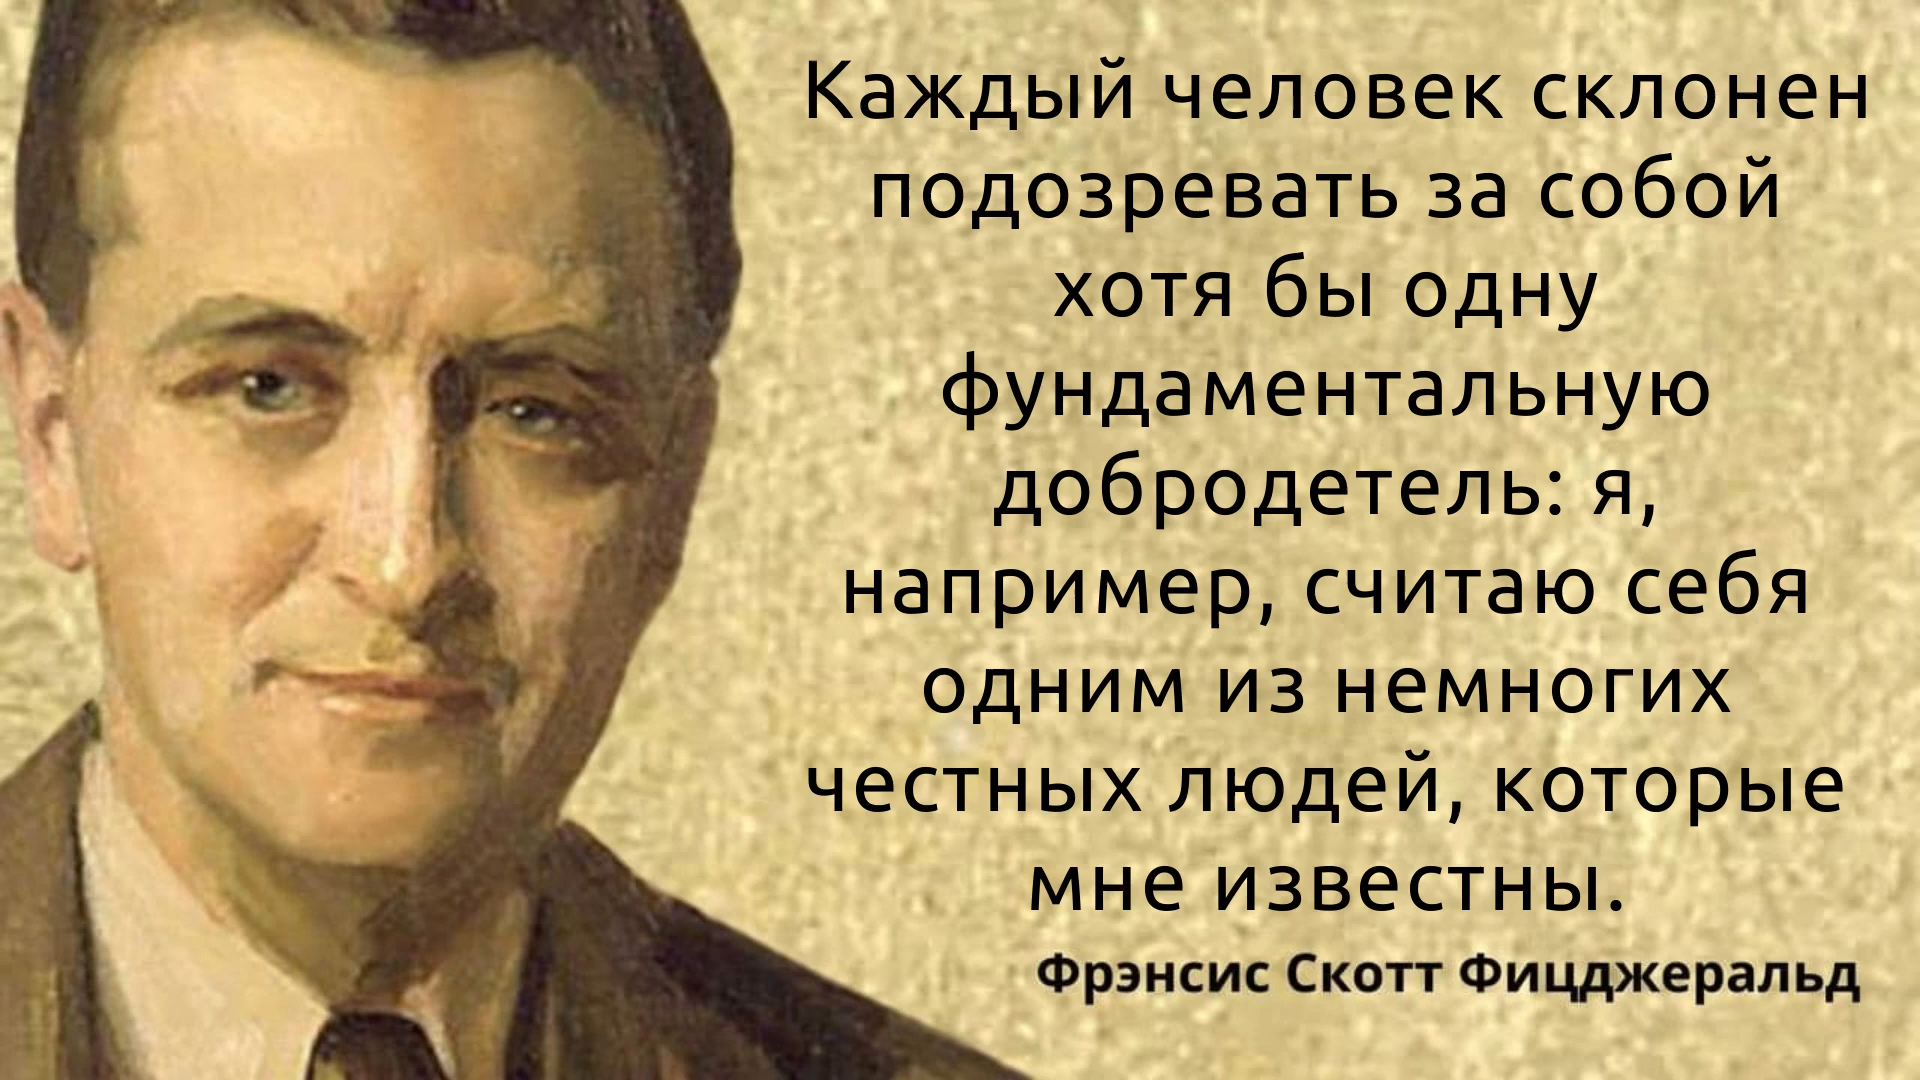 Каждый человек склонен
подозревать за собой
хотя бы одну
фундаментальную
добродетель: я,
например, считаю себя
одним из немногих
честных людей, которые
мне известны.
Фрэнсис Скотт Фицджеральд